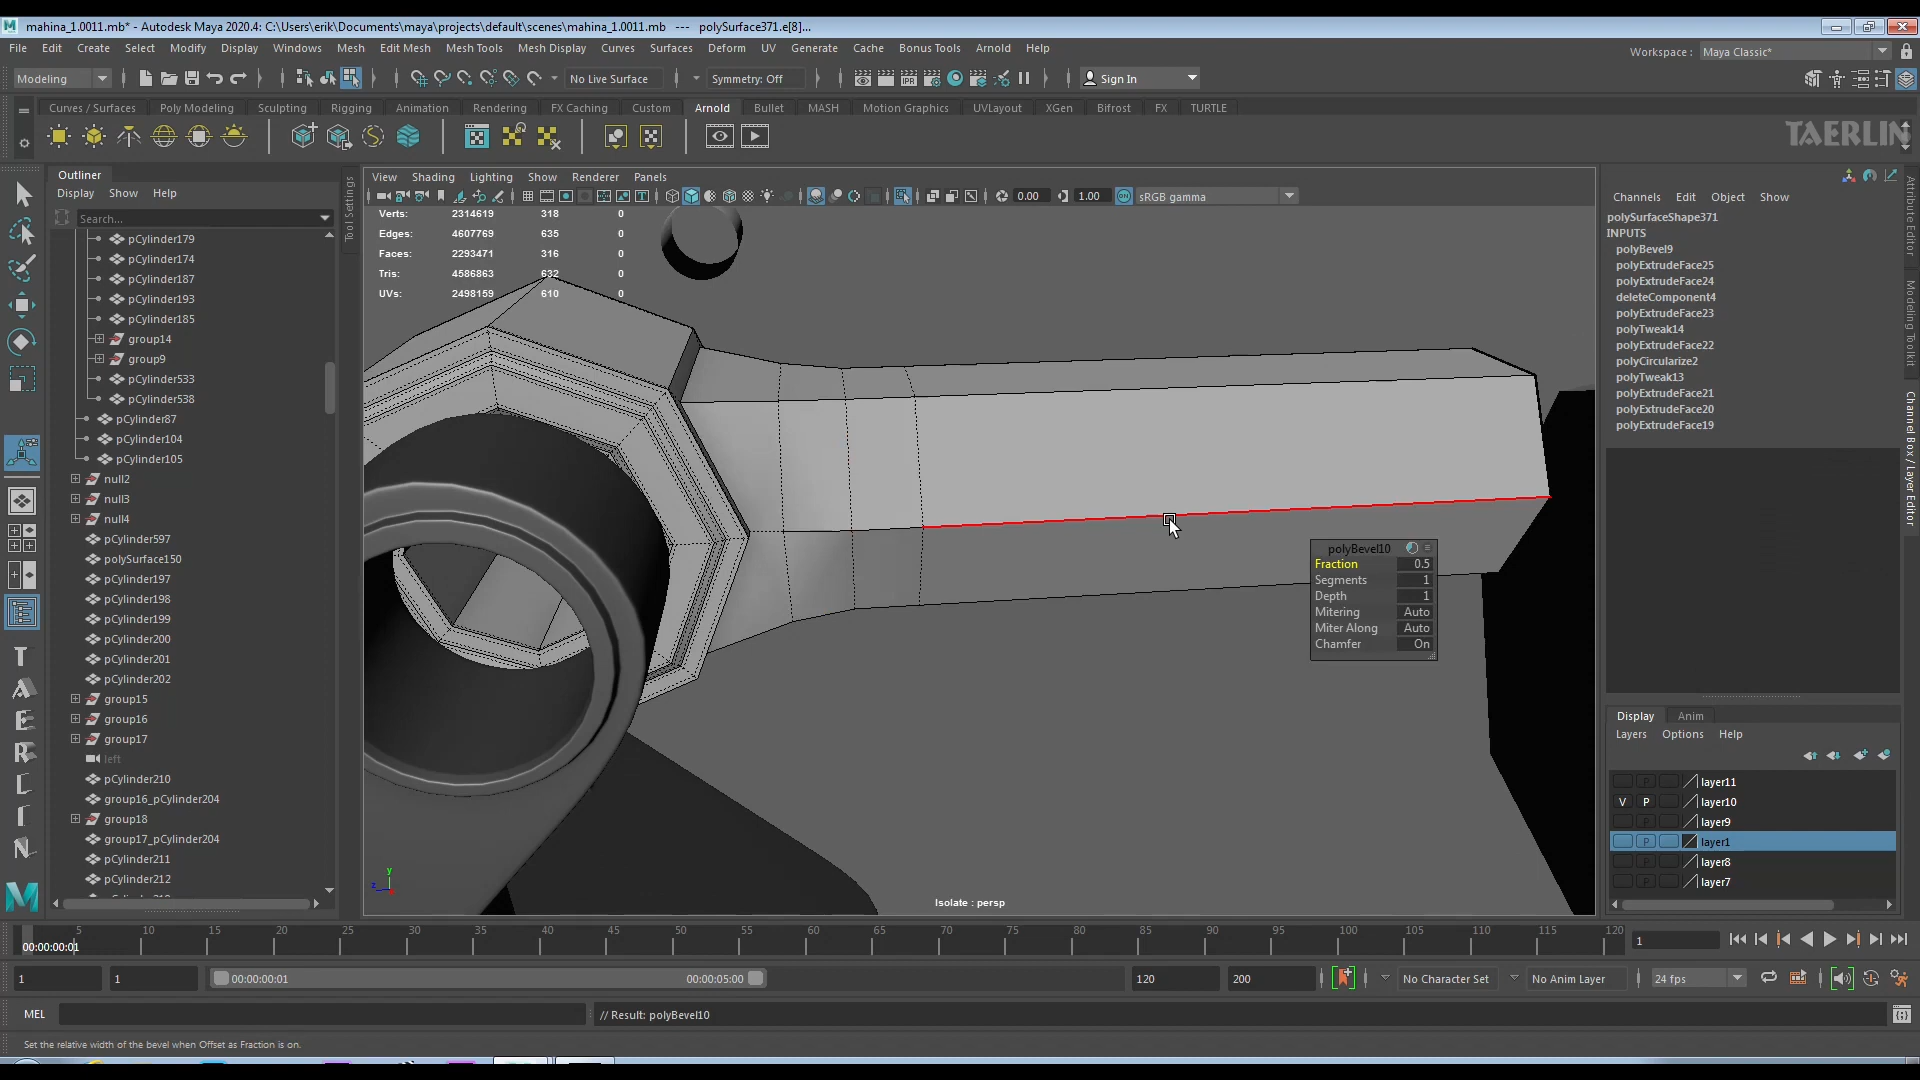 mahina_1.0011.mb* - Autodesk Maya 2020.4: C:\Users\erik\Documents\maya\projects\default\scenes\mahina_1.0011.mb --- polySurface371.e[8]...
File Edit Create Select Modify Display Windows Mesh Edit Mesh Mesh Tools Mesh Display Curves Surfaces Deform UV Generate Cache Bonus Tools Arnold Help
Workspace : Maya Classic*
Modeling
No Live Surface
Symmetry: Off
Sign In
Curves / Surfaces Poly Modeling Sculpting Rigging Animation Rendering FX Caching Custom Arnold Bullet MASH Motion Graphics UVLayout XGen Bifrost FX TURTLE
TAERLIN
Outliner
Display Show Help
Search...
pCylinder179
pCylinder174
pCylinder187
pCylinder193
pCylinder185
group14
group9
pCylinder533
pCylinder538
pCylinder87
pCylinder104
pCylinder105
null2
null3
null4
pCylinder597
polySurface150
pCylinder197
pCylinder198
pCylinder199
pCylinder200
pCylinder201
pCylinder202
group15
group16
group17
left
pCylinder210
group16_pCylinder204
group18
group17_pCylinder204
pCylinder211
pCylinder212
Tool Settings
View Shading Lighting Show Renderer Panels
0.00
1.00
sRGB gamma
Verts: 2314619 318 0
Edges: 4607769 635 0
Faces: 2293471 316 0
Tris: 4586863 632 0
UVs: 2498159 610 0
polyBevel10
Fraction 0.5
Segments 1
Depth 1
Mitering Auto
Miter Along Auto
Chamfer On
y
z
Isolate : persp
Channels Edit Object Show
polySurfaceShape371
INPUTS
polyBevel9
polyExtrudeFace25
polyExtrudeFace24
deleteComponent4
polyExtrudeFace23
polyTweak14
polyExtrudeFace22
polyCircularize2
polyTweak13
polyExtrudeFace21
polyExtrudeFace20
polyExtrudeFace19
Attribute Editor
Modeling Toolkit
Channel Box / Layer Editor
Display Anim
Layers Options Help
P layer11
V P layer10
P layer9
P layer1
P layer8
P layer7
5 10 15 20 25 30 35 40 45 50 55 60 65 70 75 80 85 90 95 100 105 110 115 120
00:00:00:01
1
1
1
00:00:00:01
00:00:05:00
120
200
No Character Set
No Anim Layer
24 fps
MEL
// Result: polyBevel10
Set the relative width of the bevel when Offset as Fraction is on.